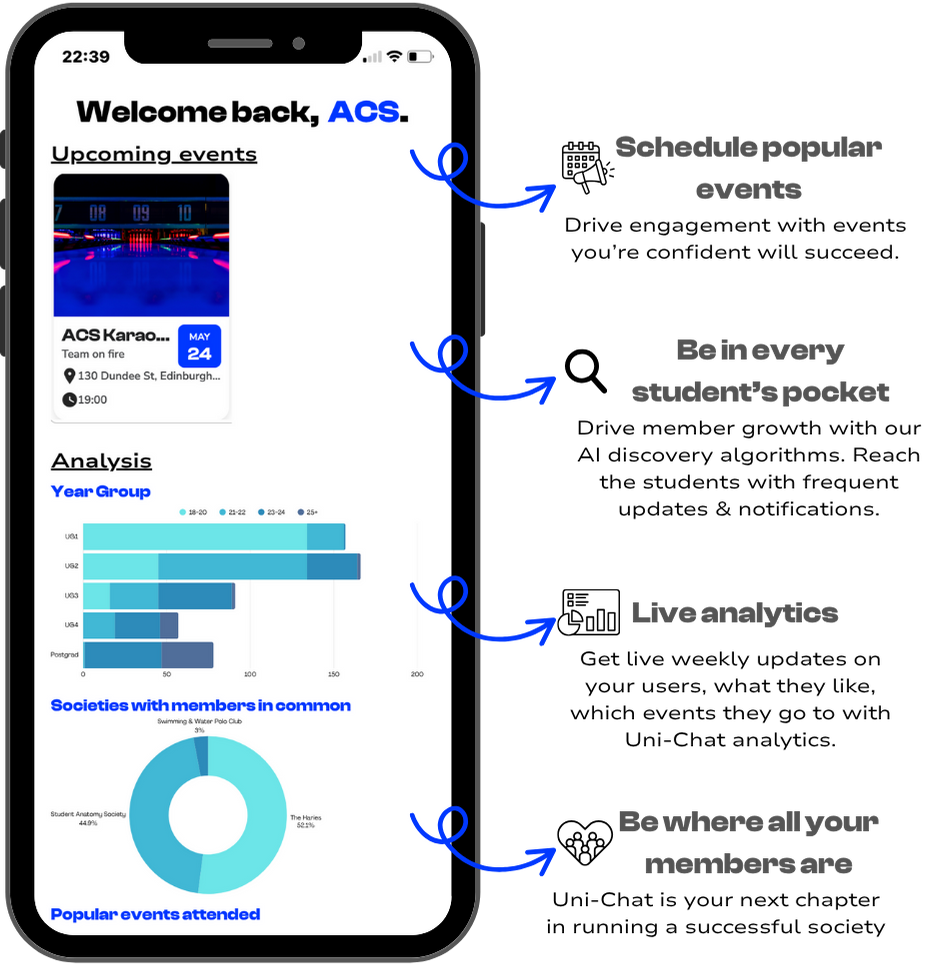 22:39
Welcome back, ACS.
Upcoming events
7 08 09 10
ACS Karao...
MAY
24
Team on fire
130 Dundee St, Edinburgh...
19:00
Analysis
Year Group
18-20 21-22 23-24 25+
UG1
UG2
UG3
UG4
Postgrad
0 50 100 150 200
Societies with members in common
Swimming & Water Polo Club
3%
Student Anatomy Society
44.9%
The Haries
52.1%
Popular events attended
Schedule popular
events
Drive engagement with events
you're confident will succeed.
Be in every
student's pocket
Drive member growth with our
AI discovery algorithms. Reach
the students with frequent
updates & notifications.
Live analytics
Get live weekly updates on
your users, what they like,
which events they go to with
Uni-Chat analytics.
Be where all your
members are
Uni-Chat is your next chapter
in running a successful society